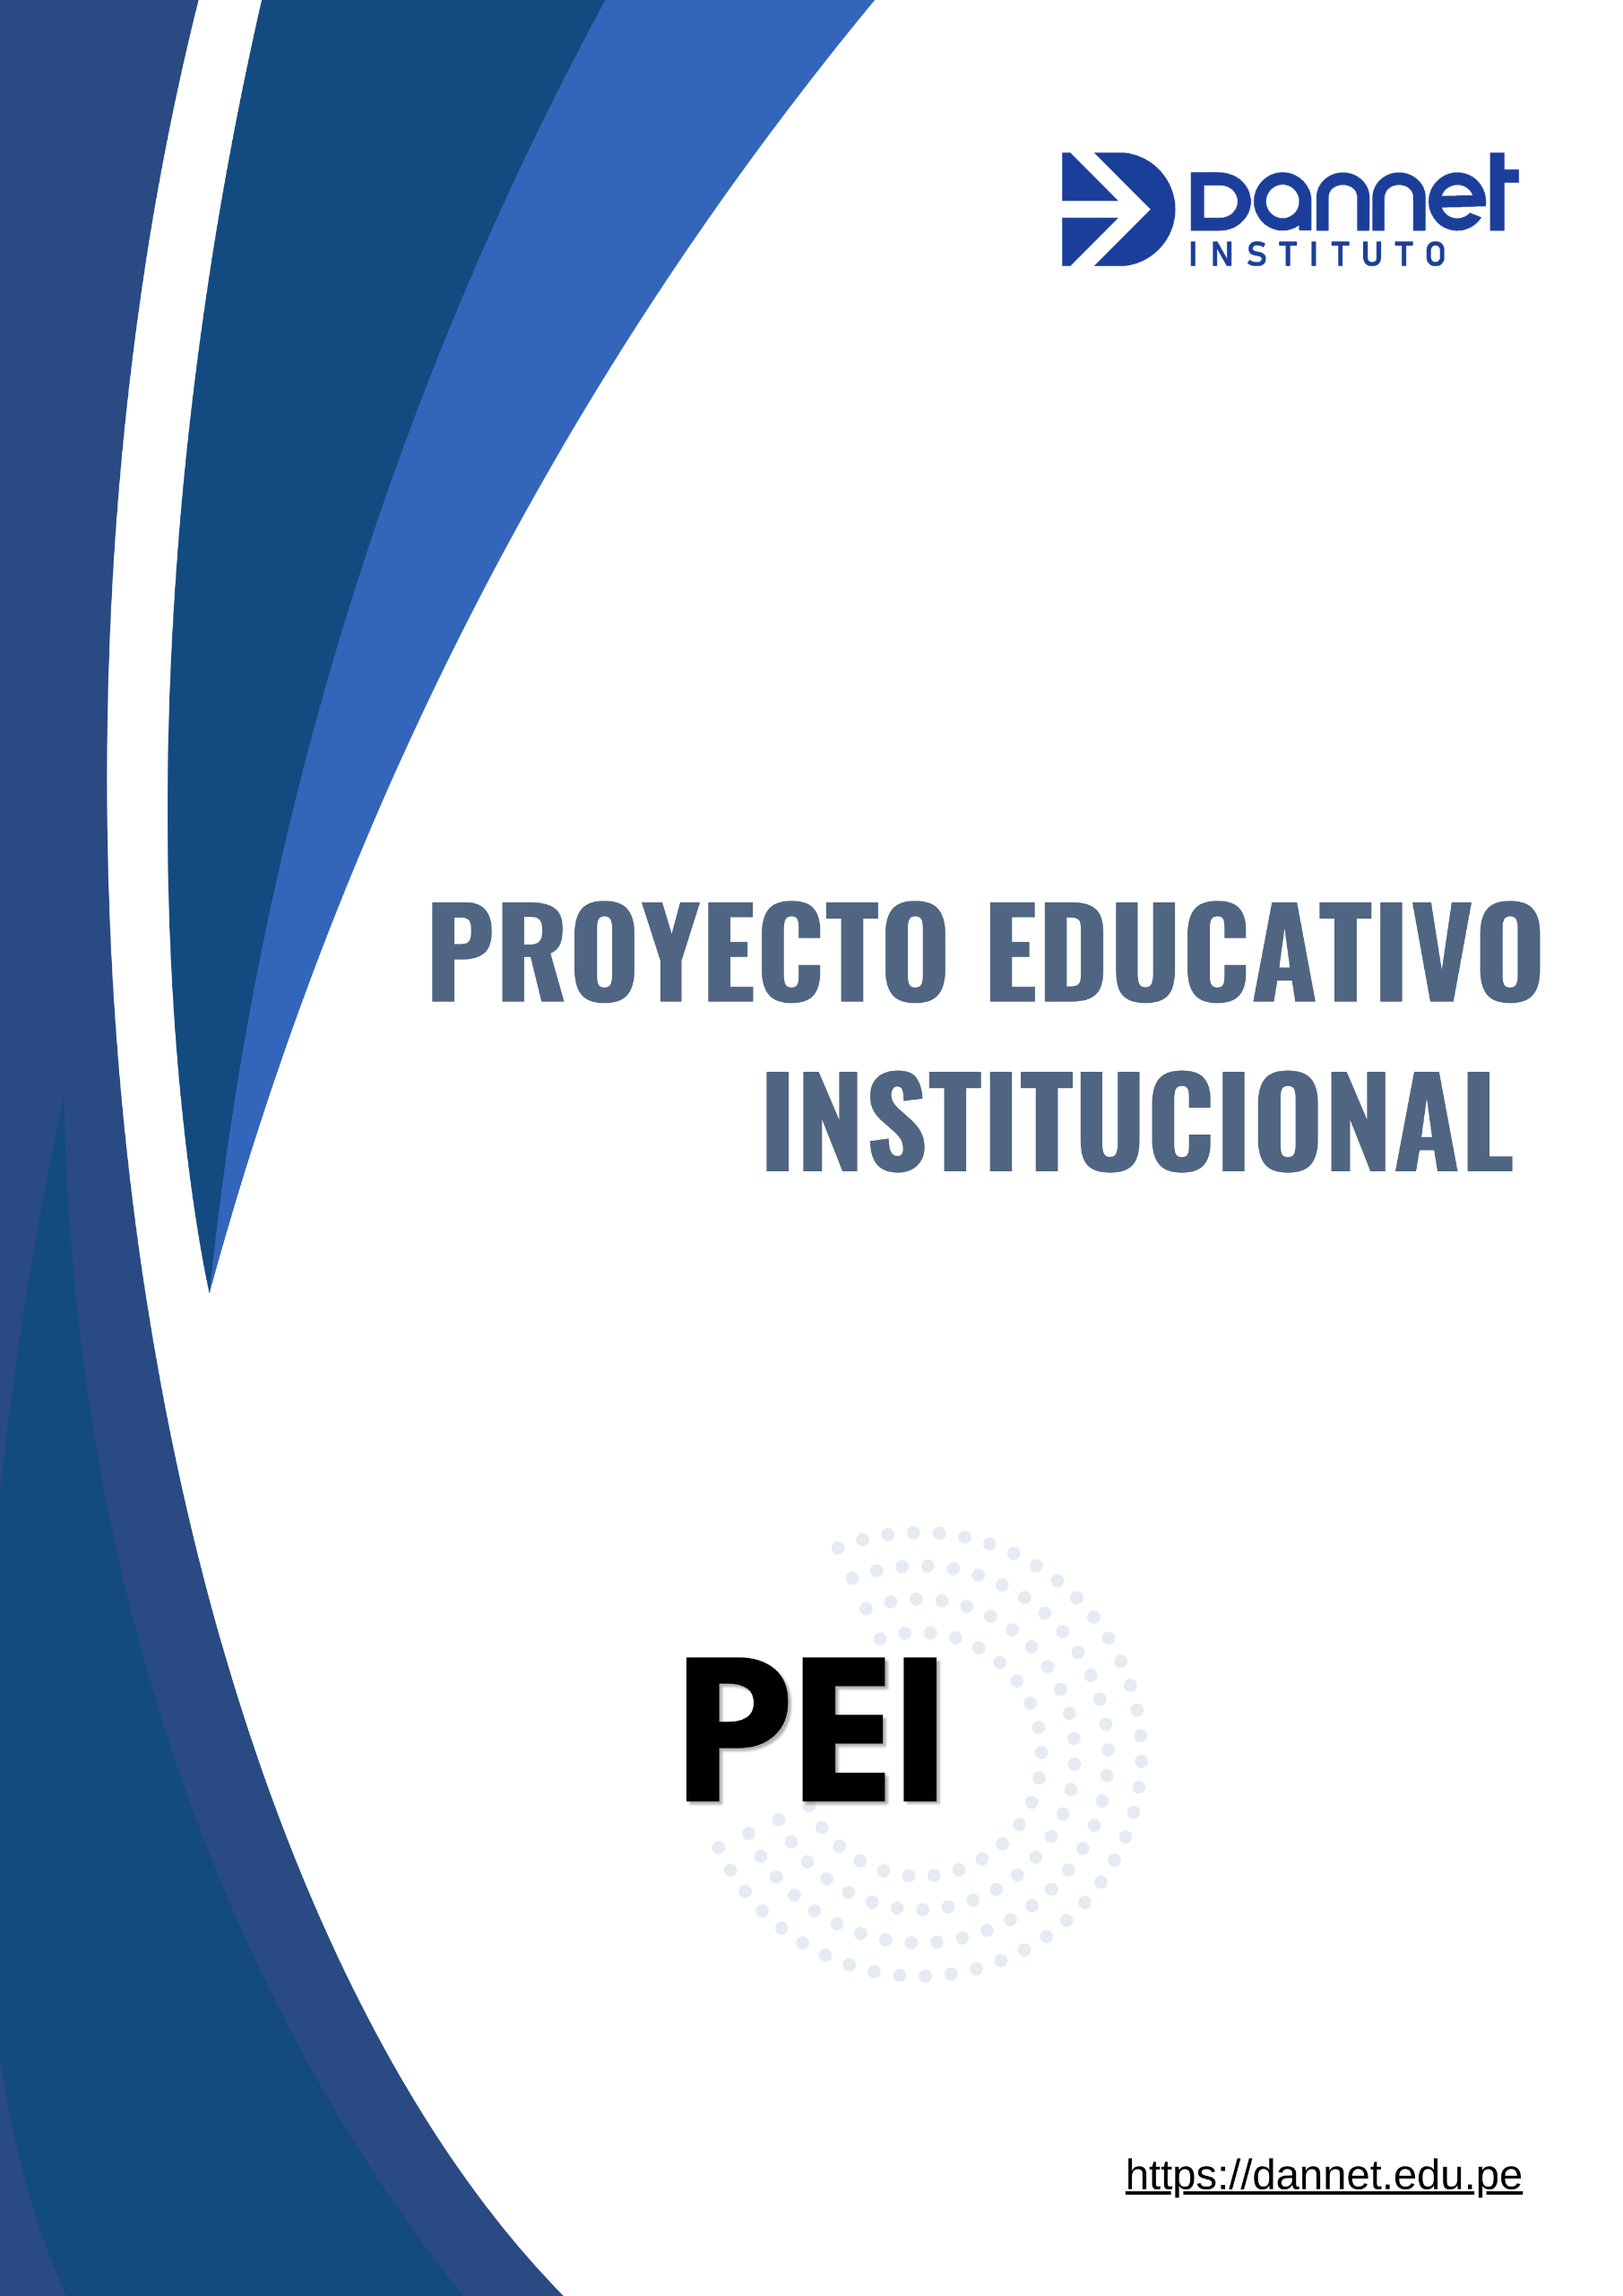 Dannet
INSTITUTO
PROYECTO EDUCATIVO
INSTITUCIONAL
PEI
https://dannet.edu.pe